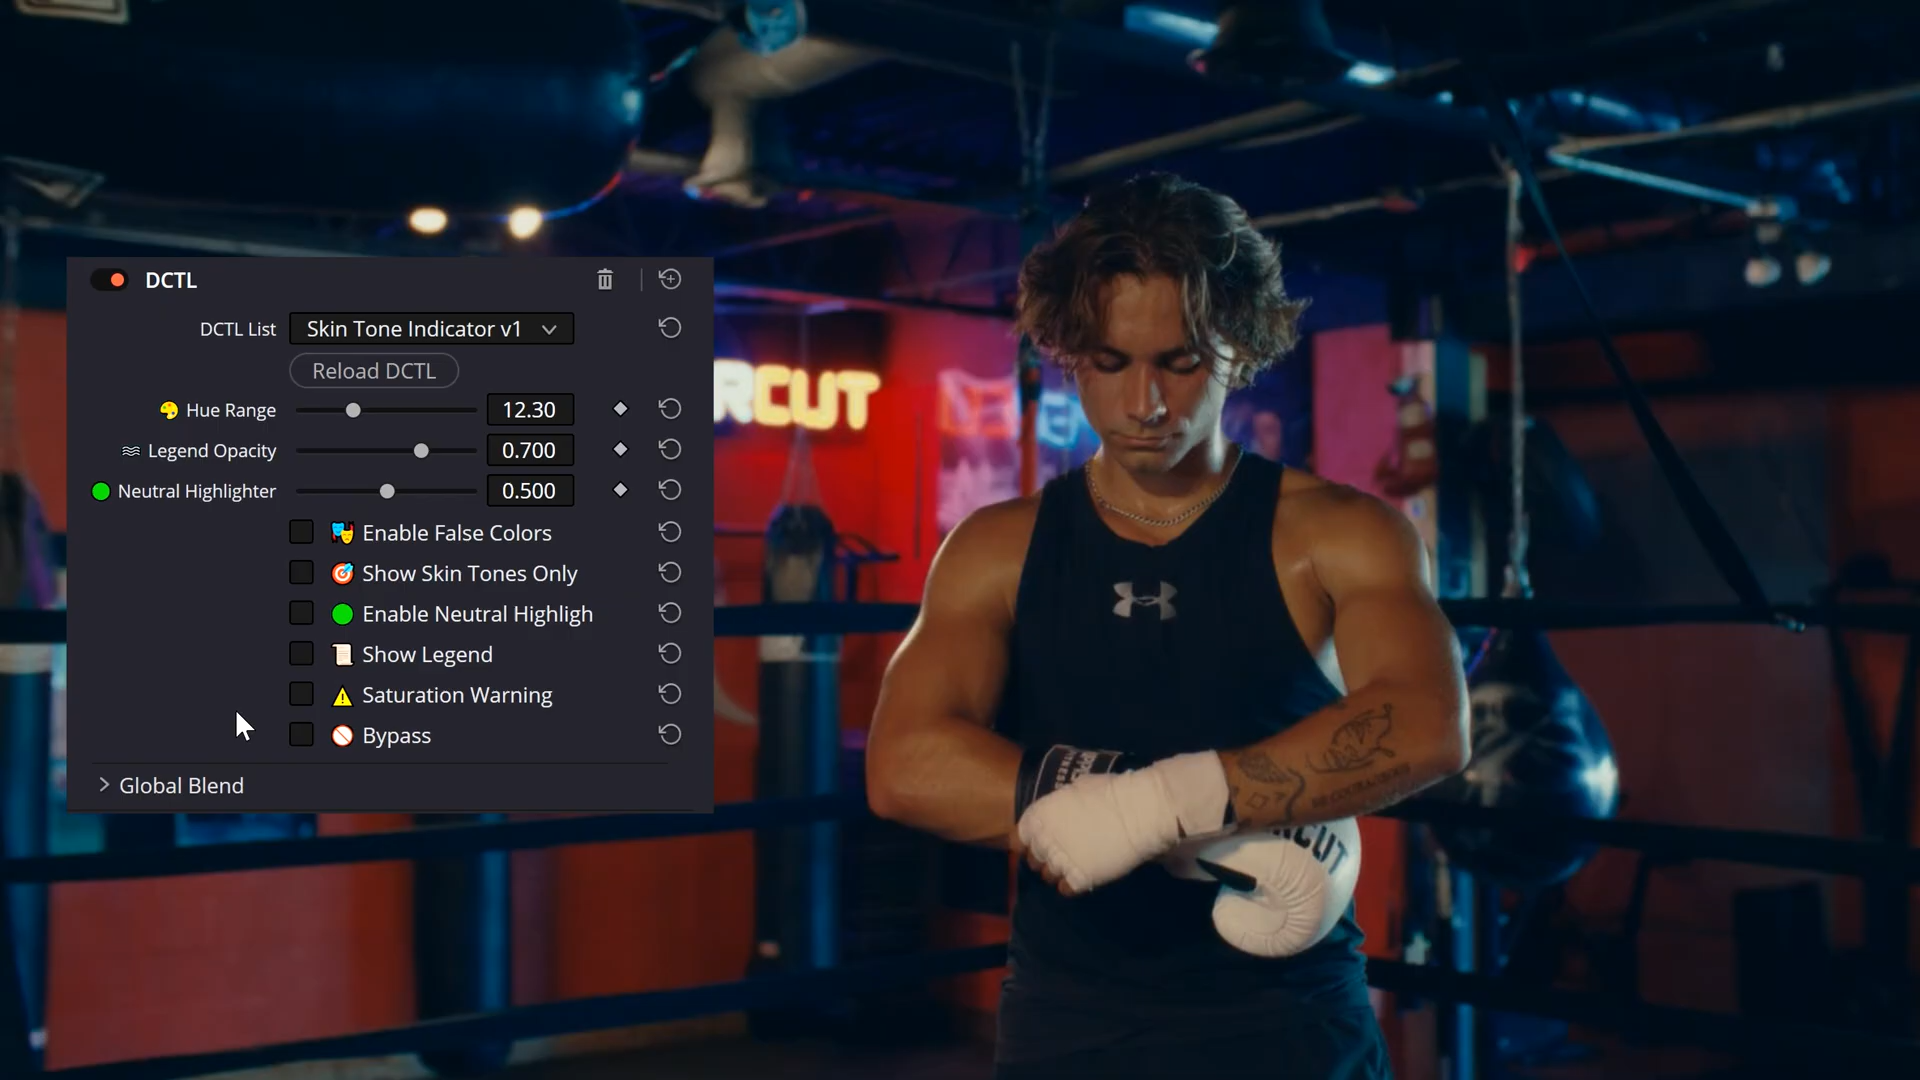 DCTL
DCTL List
Skin Tone Indicator v1
Reload DCTL
Hue Range
12.30
Legend Opacity
0.700
Neutral Highlighter
0.500
Enable False Colors
Show Skin Tones Only
Enable Neutral Highligh
Show Legend
Saturation Warning
Bypass
Global Blend
RCUT
RCUT